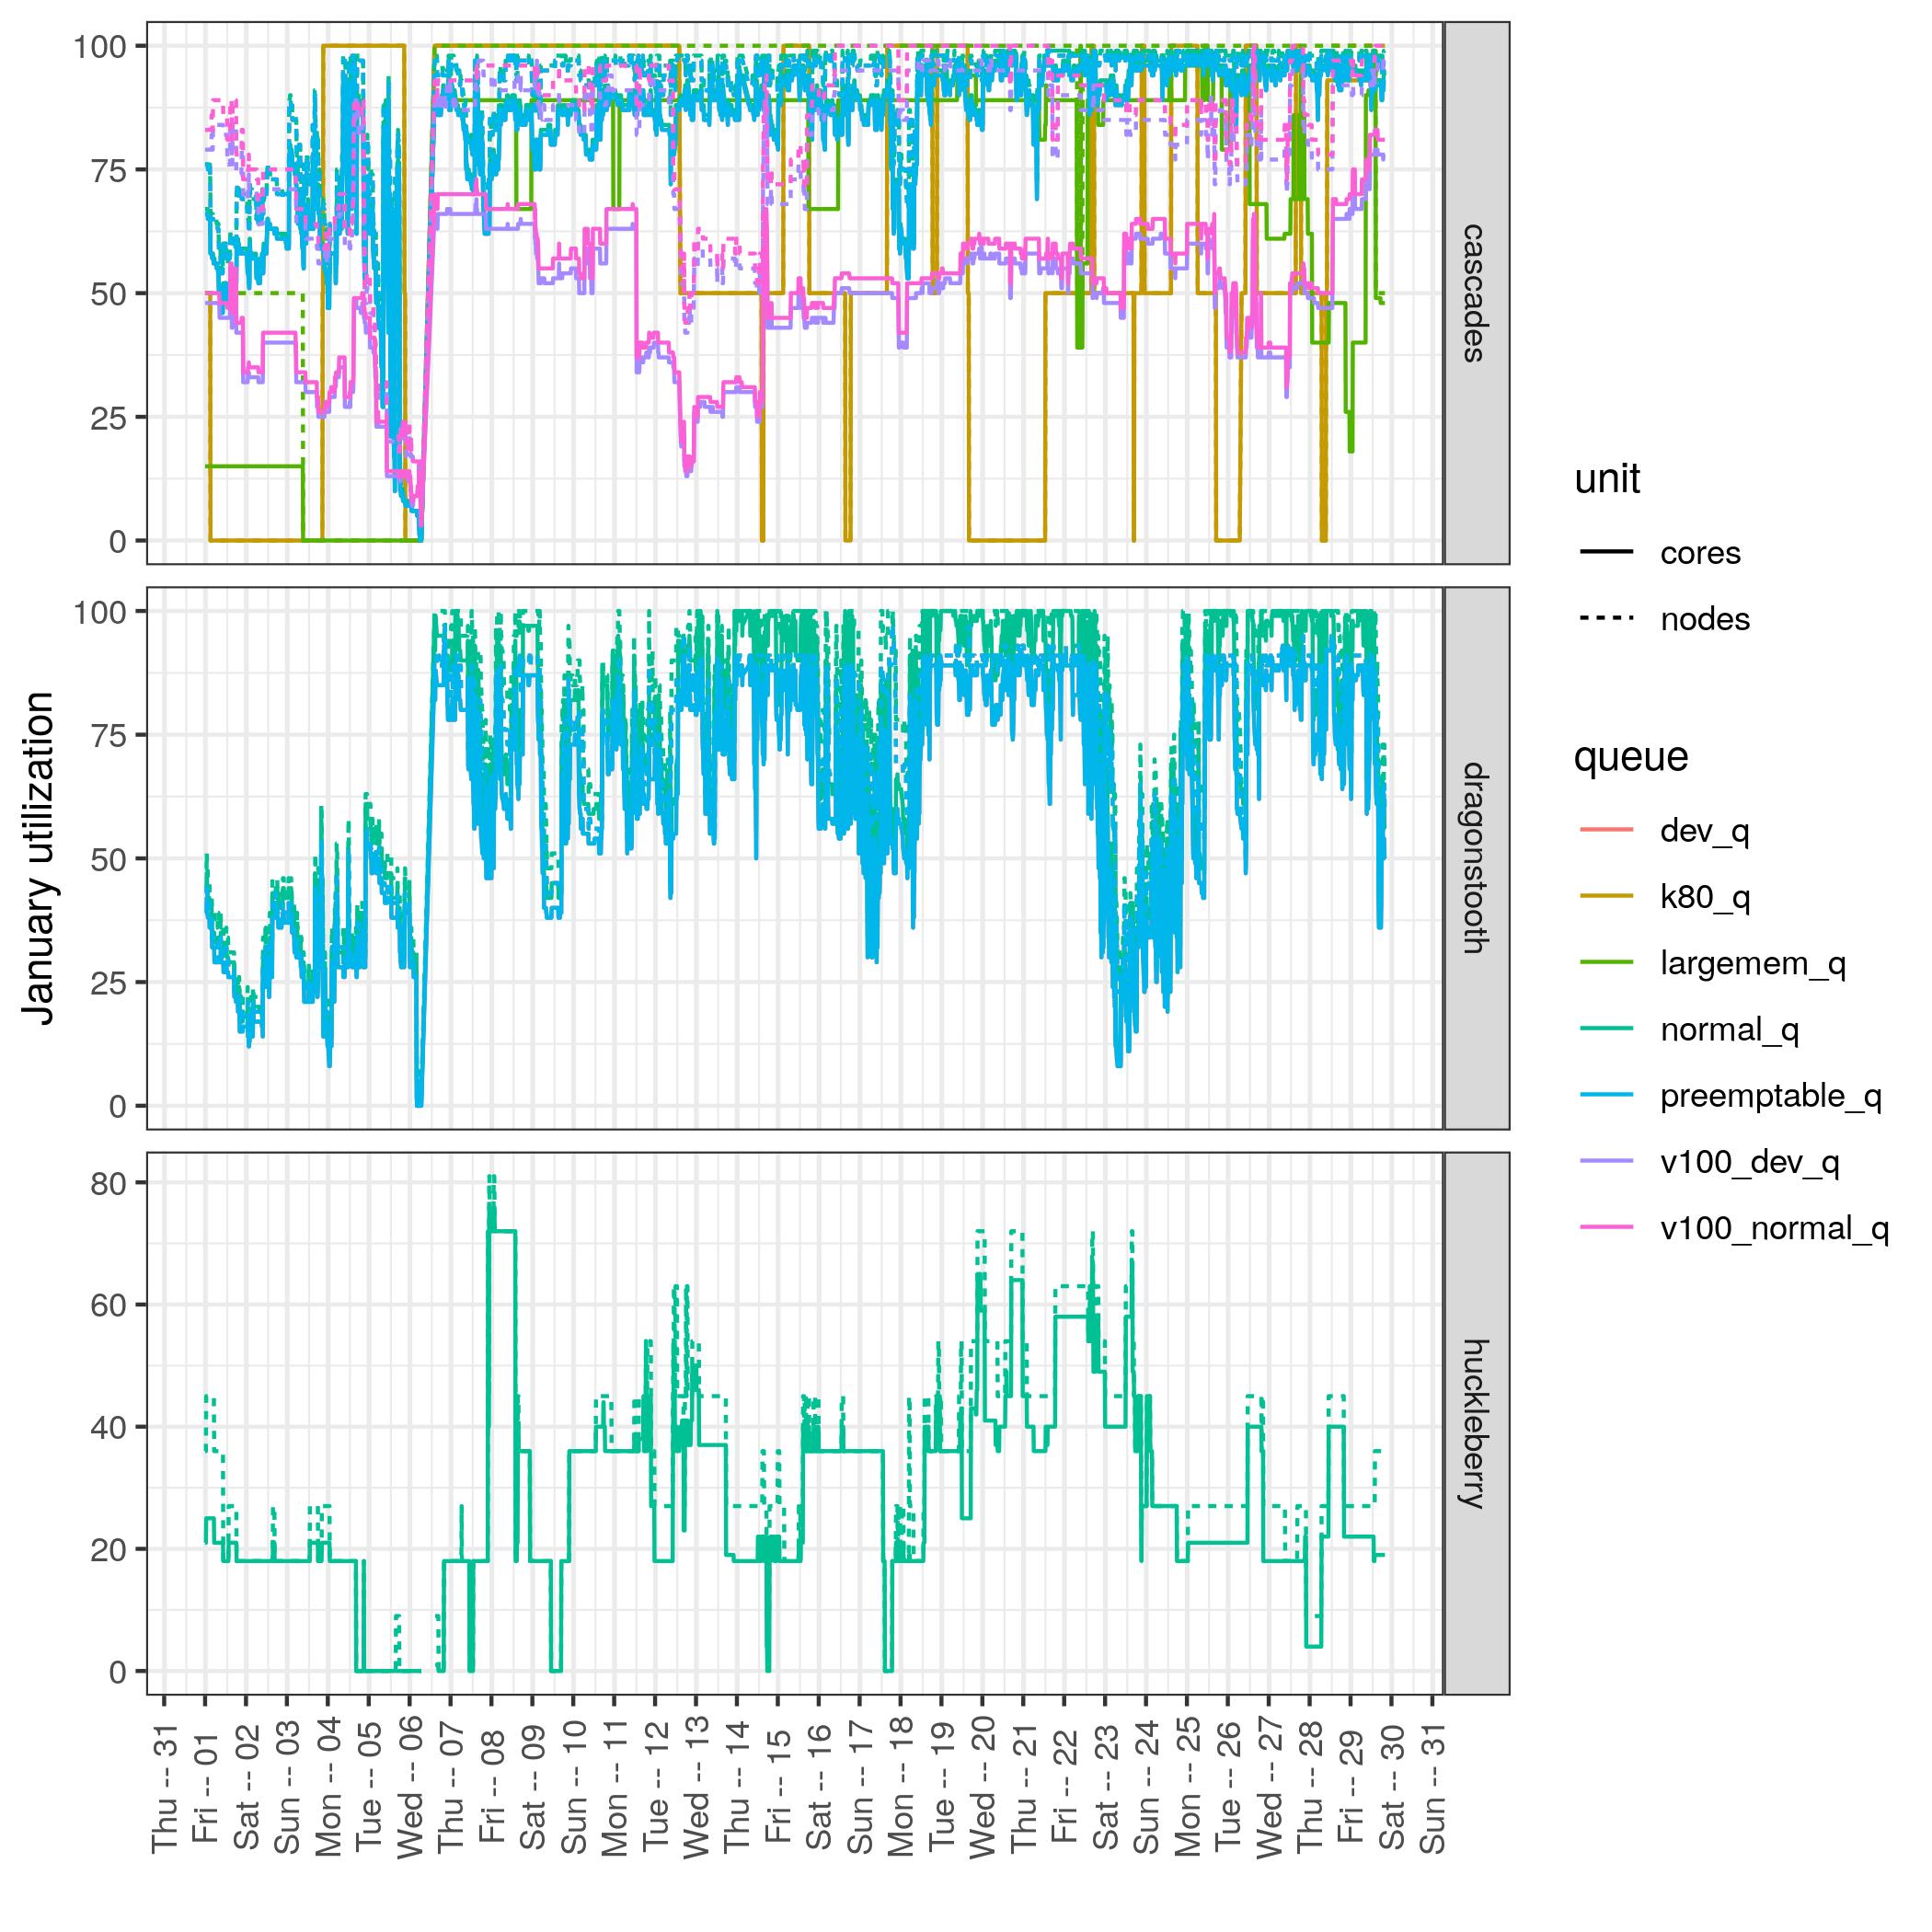 100
75
50
25
0
cascades
100
75
50
25
0
dragonstooth
80
60
40
20
0
huckleberry
January utilization
Thu -- 31
Fri -- 01
Sat -- 02
Sun -- 03
Mon -- 04
Tue -- 05
Wed -- 06
Thu -- 07
Fri -- 08
Sat -- 09
Sun -- 10
Mon -- 11
Tue -- 12
Wed -- 13
Thu -- 14
Fri -- 15
Sat -- 16
Sun -- 17
Mon -- 18
Tue -- 19
Wed -- 20
Thu -- 21
Fri -- 22
Sat -- 23
Sun -- 24
Mon -- 25
Tue -- 26
Wed -- 27
Thu -- 28
Fri -- 29
Sat -- 30
Sun -- 31
unit
cores
nodes
queue
dev_q
k80_q
largemem_q
normal_q
preemptable_q
v100_dev_q
v100_normal_q